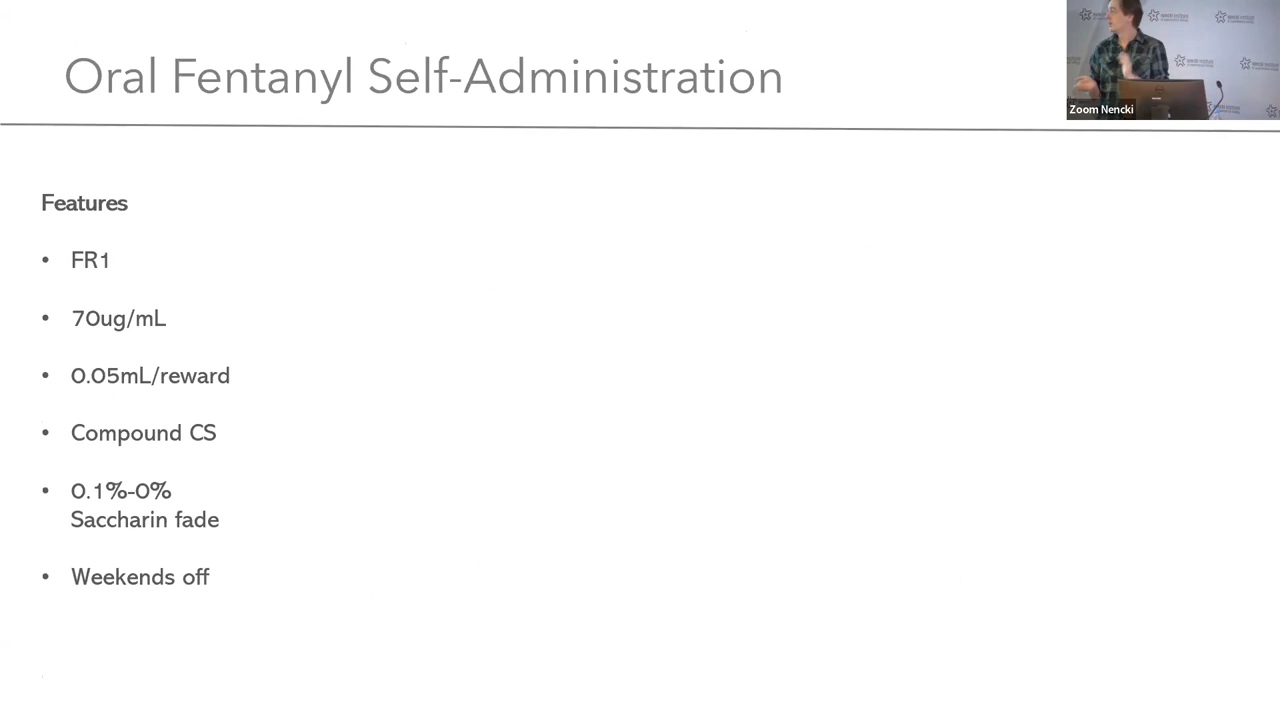 Oral Fentanyl Self-Administration
Zoom Nencki
Features
• FR1
• 70ug/mL
• 0.05mL/reward
• Compound CS
• 0.1%-0%
Saccharin fade
• Weekends off